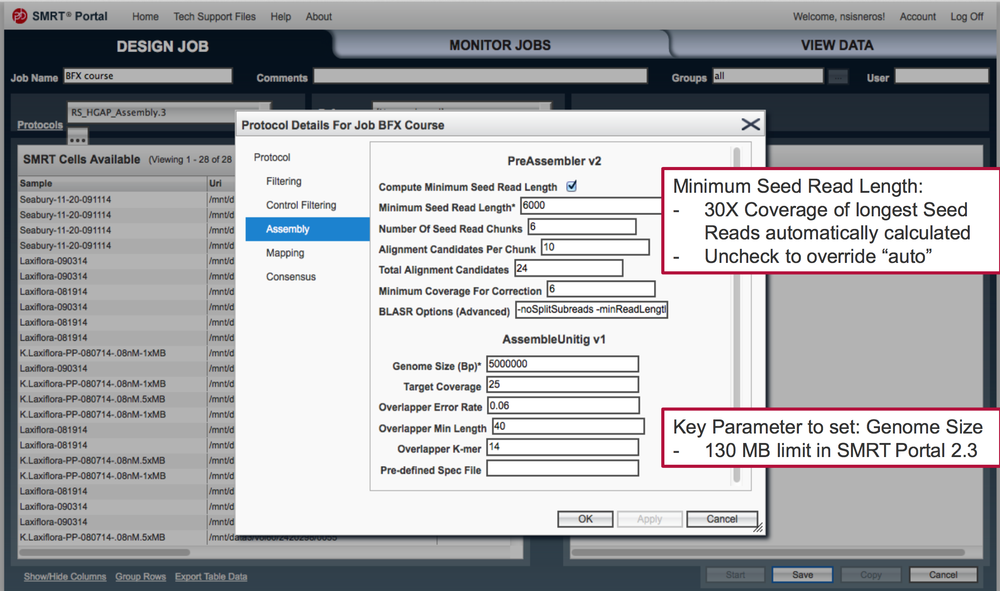 SMRT® Portal Home Tech Support Files Help About Welcome, nsisneros! Account Log Off
DESIGN JOB MONITOR JOBS VIEW DATA
Job Name BFX course Comments Groups all ... User
Protocols RS_HGAP_Assembly.3
...
SMRT Cells Available (Viewing 1 - 28 of 28
Sample Uri
Seabury-11-20-091114 /mnt/d
Seabury-11-20-091114 /mnt/d
Seabury-11-20-091114 /mnt/d
Seabury-11-20-091114 /mnt/d
Laxiflora-090314 /mnt/d
Laxiflora-090314 /mnt/d
Laxiflora-081914 /mnt/d
Laxiflora-090314 /mnt/d
Laxiflora-081914 /mnt/d
Laxiflora-081914 /mnt/d
K.Laxiflora-PP-080714-.08nM-1xMB /mnt/d
Laxiflora-090314 /mnt/d
K.Laxiflora-PP-080714-.08nM-1xMB /mnt/d
K.Laxiflora-PP-080714-.08nM.5xMB /mnt/d
K.Laxiflora-PP-080714-.08nM-1xMB /mnt/d
Laxiflora-081914 /mnt/d
Laxiflora-081914 /mnt/d
K.Laxiflora-PP-080714-.08nM.5xMB /mnt/d
K.Laxiflora-PP-080714-.08nM-1xMB /mnt/d
Laxiflora-081914 /mnt/d
Laxiflora-090314 /mnt/d
Laxiflora-090314 /mnt/d
K.Laxiflora-PP-080714-.08nM.5xMB /mnt/data3/vol60/2420298/0055
Show/Hide Columns Group Rows Export Table Data
Protocol Details For Job BFX Course
Protocol
Filtering
Control Filtering
Assembly
Mapping
Consensus
PreAssembler v2
Compute Minimum Seed Read Length
Minimum Seed Read Length* 6000
Number Of Seed Read Chunks 6
Alignment Candidates Per Chunk 10
Total Alignment Candidates 24
Minimum Coverage For Correction 6
BLASR Options (Advanced) -noSplitSubreads -minReadLengtl
AssembleUnitig v1
Genome Size (Bp)* 5000000
Target Coverage 25
Overlapper Error Rate 0.06
Overlapper Min Length 40
Overlapper K-mer 14
Pre-defined Spec File
OK Apply Cancel
Minimum Seed Read Length:
- 30X Coverage of longest Seed
Reads automatically calculated
- Uncheck to override “auto”
Key Parameter to set: Genome Size
- 130 MB limit in SMRT Portal 2.3
Start Save Copy Cancel